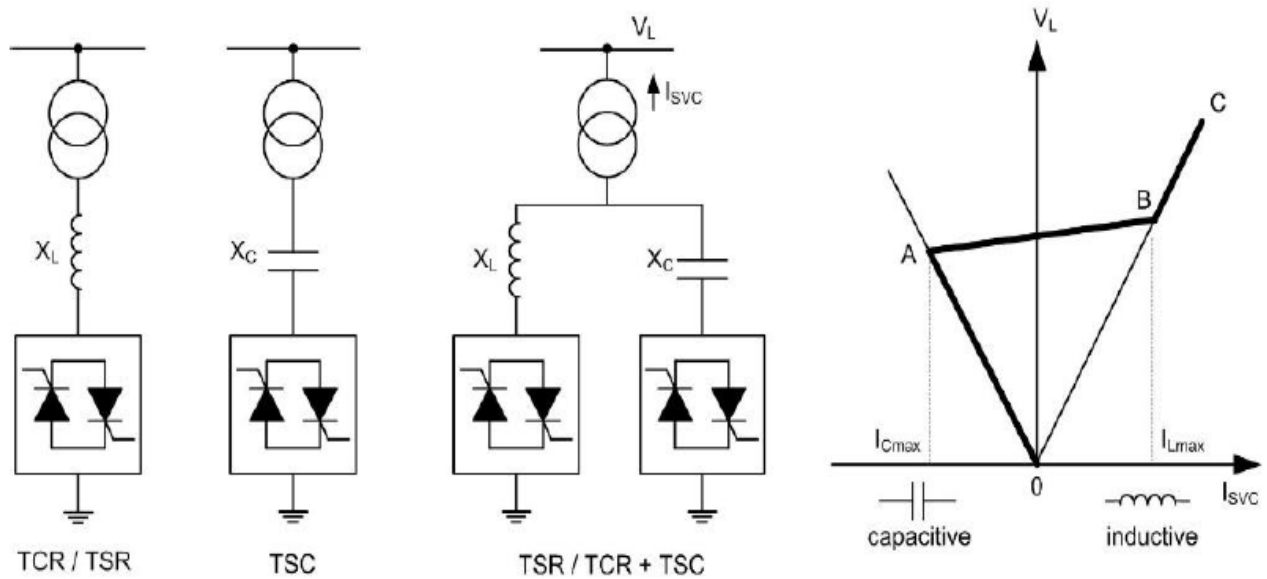 V_L
I_SVC
X_L
X_C
X_L
X_C
TCR / TSR
TSC
TSR / TCR + TSC
V_L
C
B
A
I_Cmax
I_Lmax
0
I_SVC
capacitive
inductive